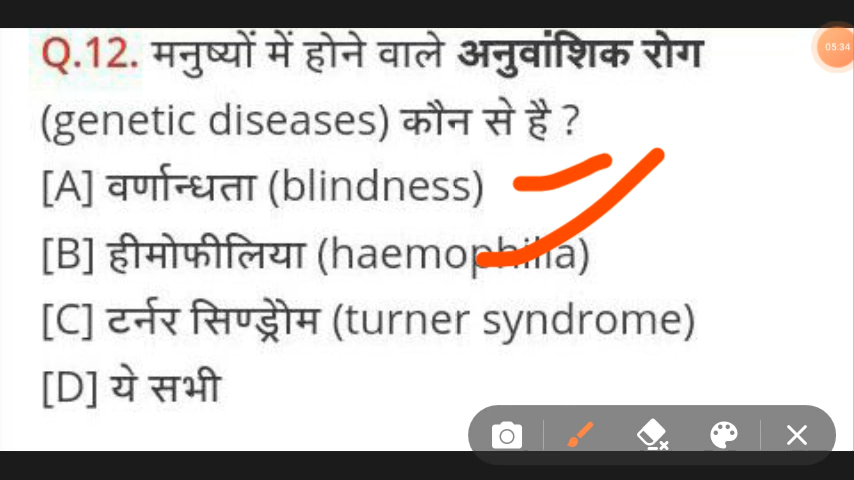 Q.12. मनुष्यों में होने वाले अनुवांशिक रोग
05:34
(genetic diseases) कौन से है ?
[A] वर्णान्धता (blindness)
[B] हीमोफीलिया (haemophilia)
[C] टर्नर सिण्ड्रोेम (turner syndrome)
[D] ये सभी